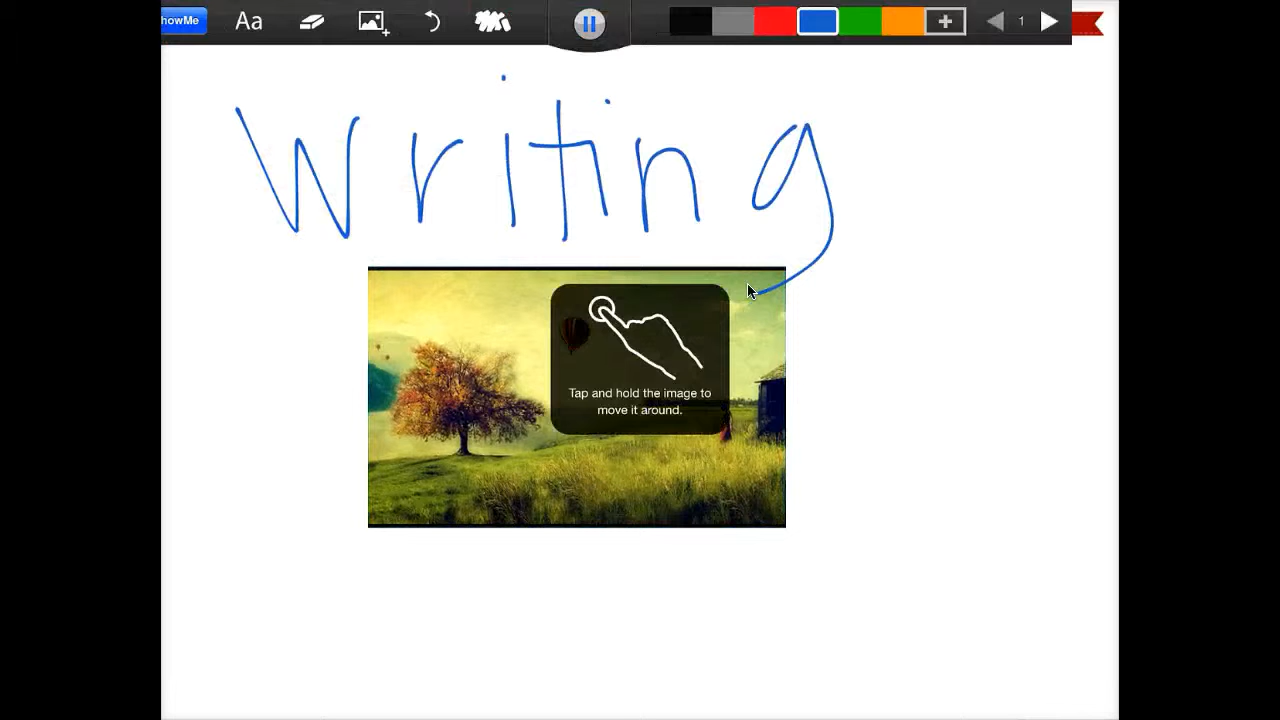 howMe
Aa
1
writing
Tap and hold the image to
move it around.